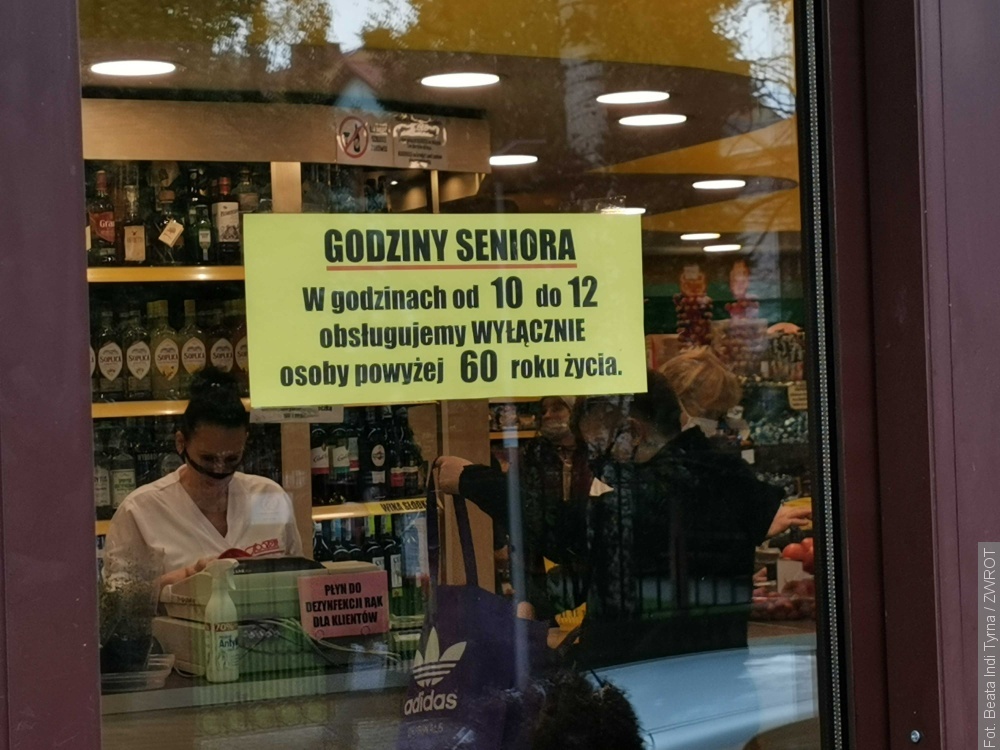 GODZINY SENIORA
W godzinach od 10 do 12
obsługujemy WYŁĄCZNIE
osoby powyżej 60 roku życia.
PŁYN DO
DEZYNFEKCJI RĄK
DLA KLIENTÓW
adidas
Fot. Beata Indi Tyrna / ZWROT